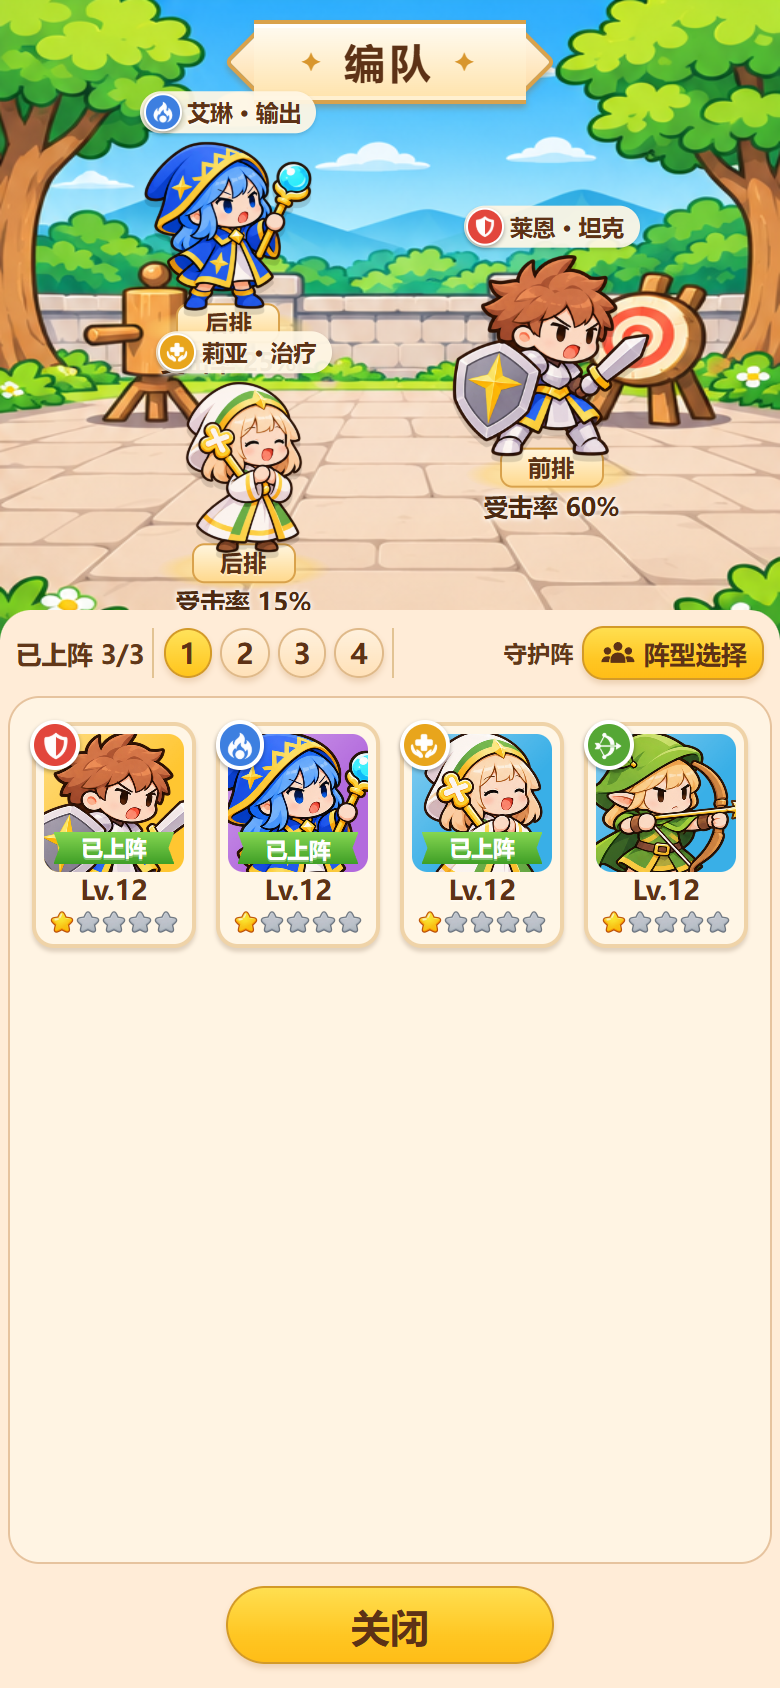 编队
艾琳·输出
莱恩·坦克
后排
莉亚·治疗
前排
受击率 60%
后排
受击率 15%
已上阵 3/3
1
2
3
4
守护阵
阵型选择
已上阵
已上阵
已上阵
Lv.12
Lv.12
Lv.12
Lv.12
关闭